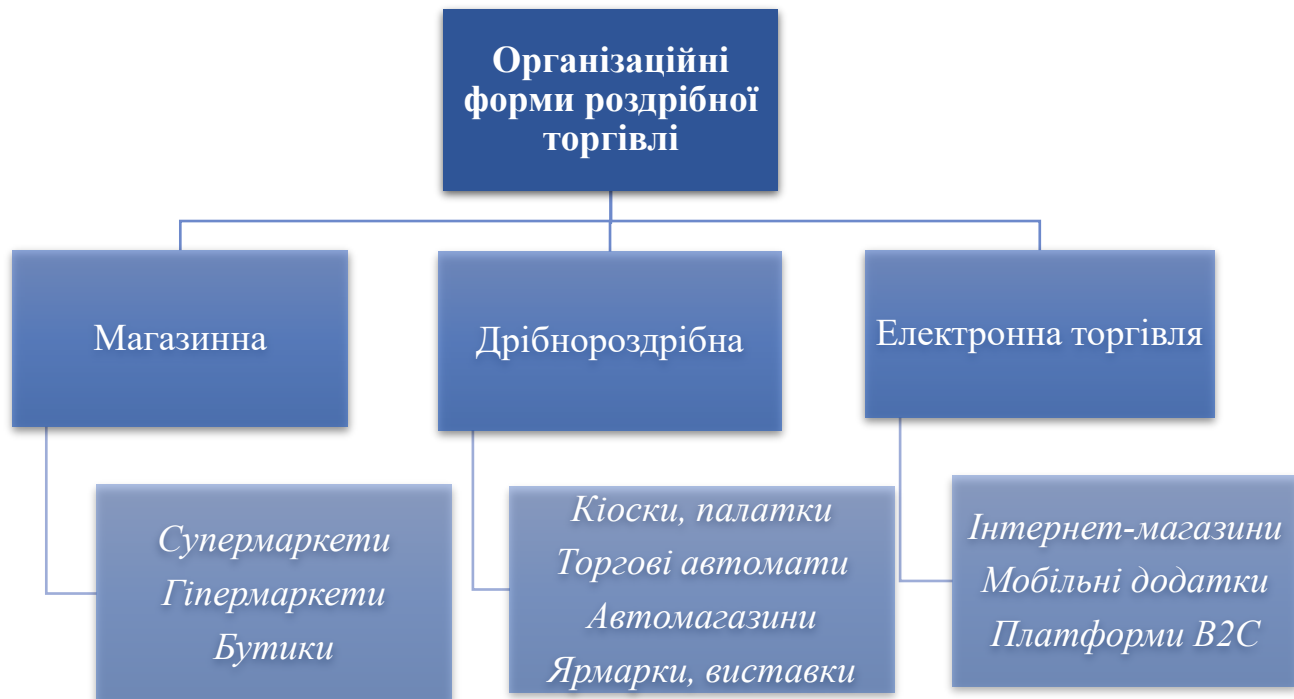 Організаційні
форми роздрібної
торгівлі
Магазинна
Дрібнороздрібна
Електронна торгівля
Супермаркети
Гіпермаркети
Бутики
Кіоски, палатки
Торгові автомати
Автомагазини
Ярмарки, виставки
Інтернет-магазини
Мобільні додатки
Платформи B2C